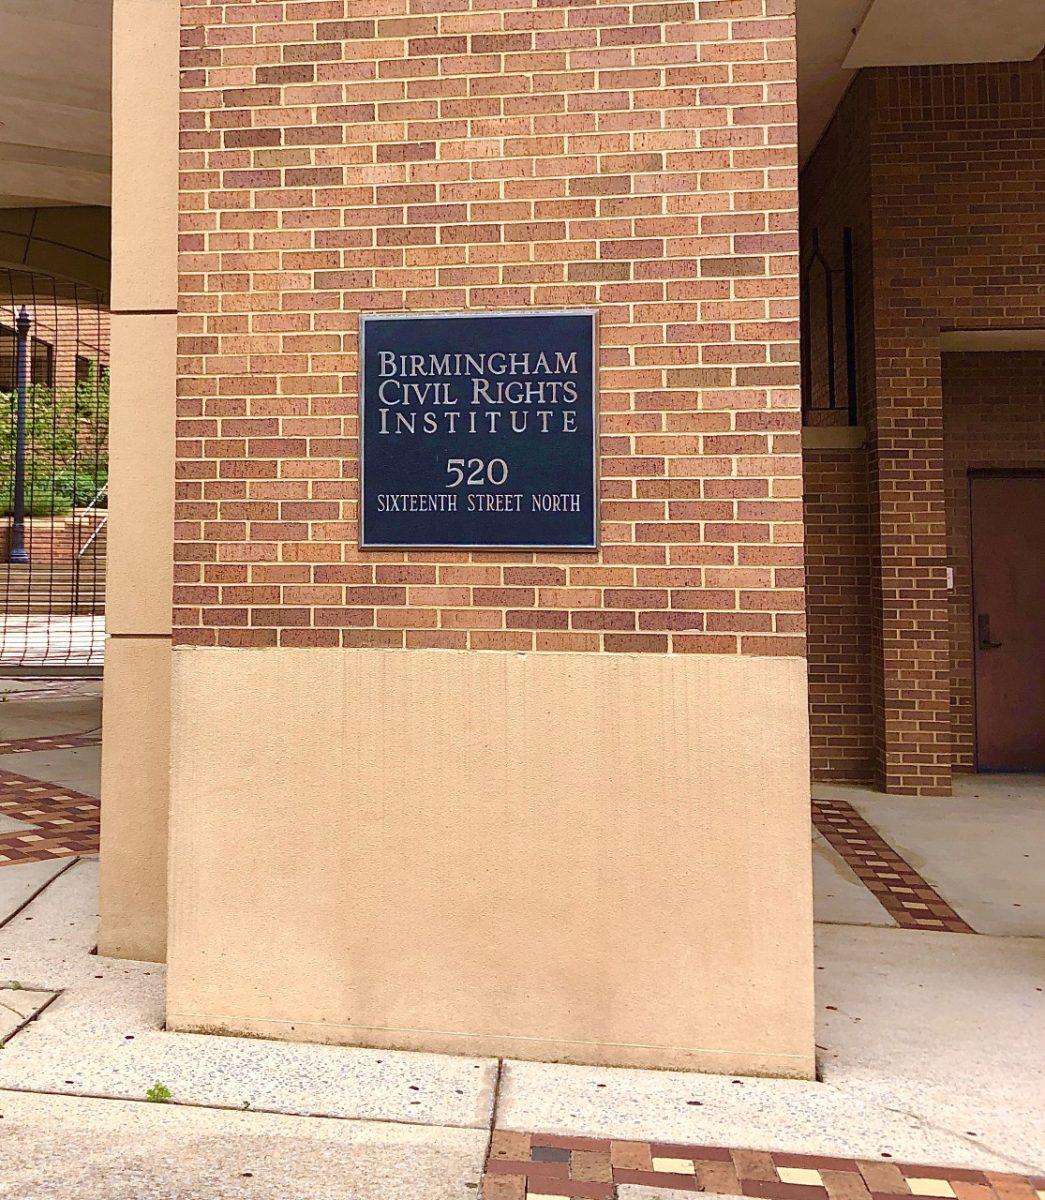 BIRMINGHAM
CIVIL RIGHTS
INSTITUTE
520
SIXTEENTH STREET NORTH